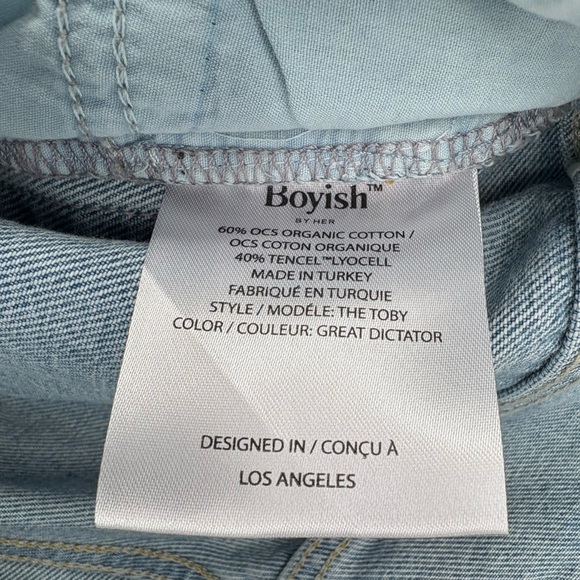 Boyish™
BY HER
60% OCS ORGANIC COTTON /
OCS COTON ORGANIQUE
40% TENCEL™LYOCELL
MADE IN TURKEY
FABRIQUÉ EN TURQUIE
STYLE / MODÉLE: THE TOBY
COLOR / COULEUR: GREAT DICTATOR
DESIGNED IN / CONÇU À
LOS ANGELES